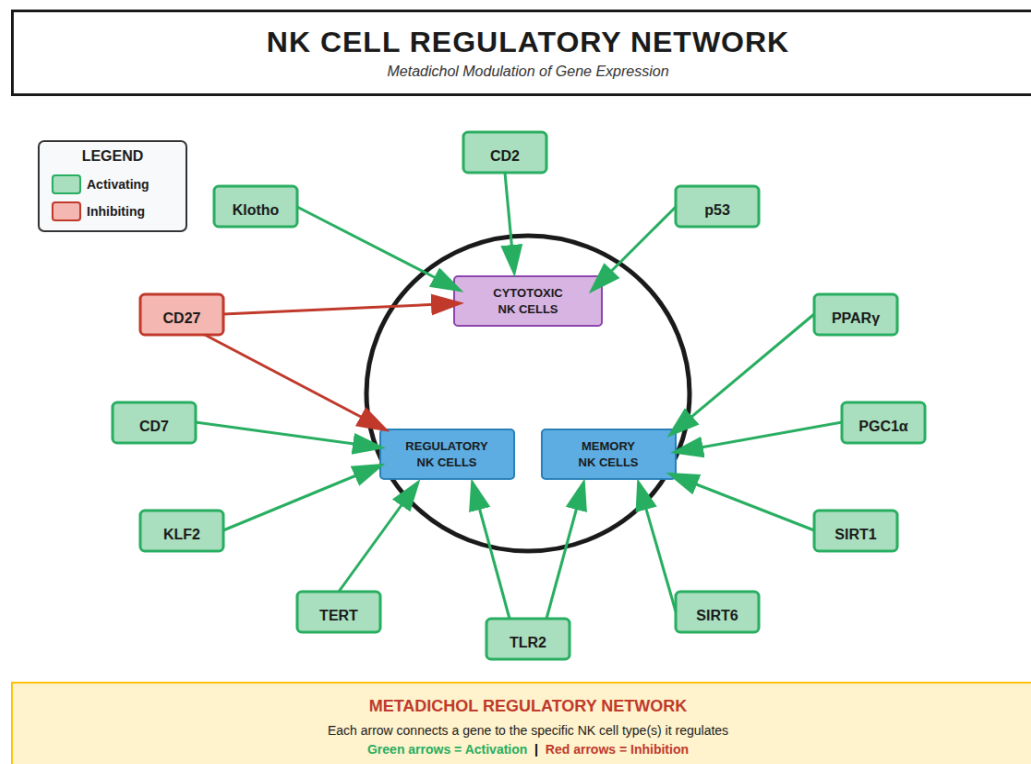 NK CELL REGULATORY NETWORK
Metadichol Modulation of Gene Expression
LEGEND
Activating
Inhibiting
CD2
Klotho
p53
CYTOTOXIC
NK CELLS
CD27
PPARγ
CD7
PGC1α
REGULATORY
NK CELLS
MEMORY
NK CELLS
KLF2
SIRT1
TERT
SIRT6
TLR2
METADICHOL REGULATORY NETWORK
Each arrow connects a gene to the specific NK cell type(s) it regulates
Green arrows = Activation | Red arrows = Inhibition